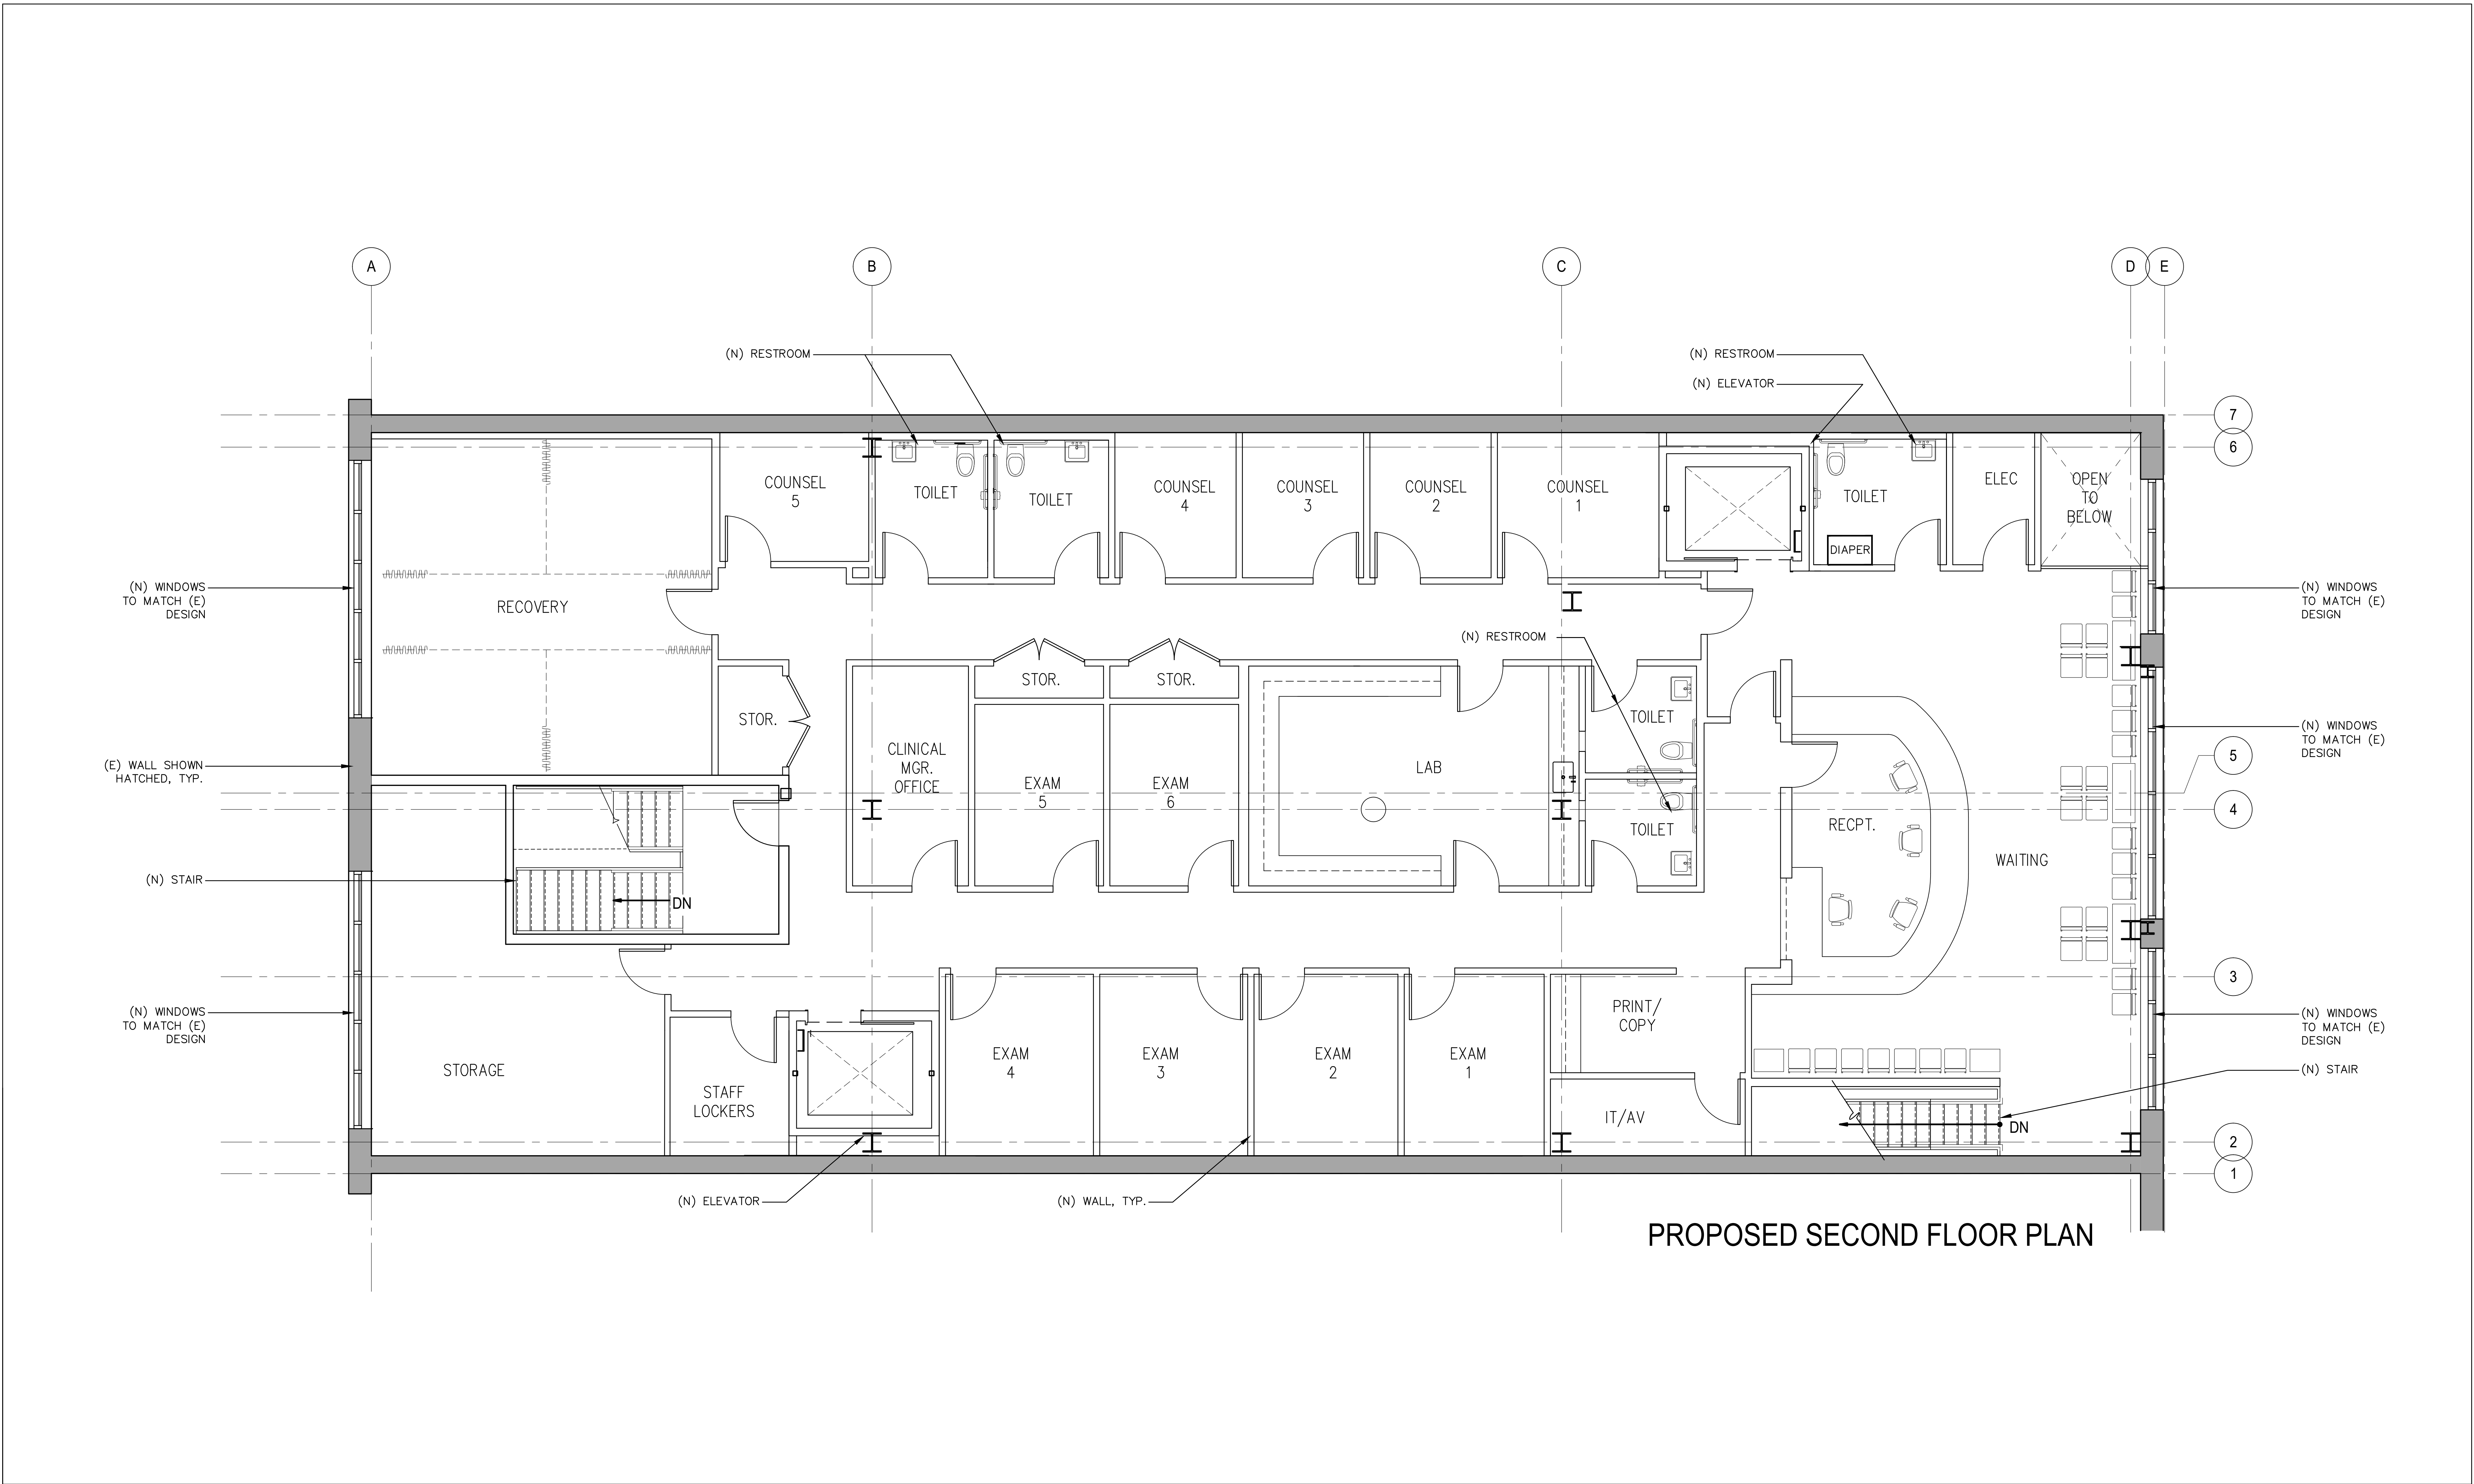 A
B
C
D
E
(N) RESTROOM
(N) RESTROOM
(N) ELEVATOR
7
6
COUNSEL
5
TOILET
TOILET
COUNSEL
4
COUNSEL
3
COUNSEL
2
COUNSEL
1
TOILET
DIAPER
ELEC
OPEN
TO
BELOW
(N) WINDOWS
TO MATCH (E)
DESIGN
RECOVERY
(N) RESTROOM
(N) WINDOWS
TO MATCH (E)
DESIGN
STOR.
STOR.
STOR.
TOILET
(N) WINDOWS
TO MATCH (E)
DESIGN
(E) WALL SHOWN
HATCHED, TYP.
CLINICAL
MGR.
OFFICE
EXAM
5
EXAM
6
LAB
5
4
TOILET
RECPT.
WAITING
(N) STAIR
DN
3
(N) WINDOWS
TO MATCH (E)
DESIGN
PRINT/
COPY
(N) WINDOWS
TO MATCH (E)
DESIGN
STORAGE
STAFF
LOCKERS
EXAM
4
EXAM
3
EXAM
2
EXAM
1
(N) STAIR
IT/AV
DN
2
1
(N) ELEVATOR
(N) WALL, TYP.
PROPOSED SECOND FLOOR PLAN